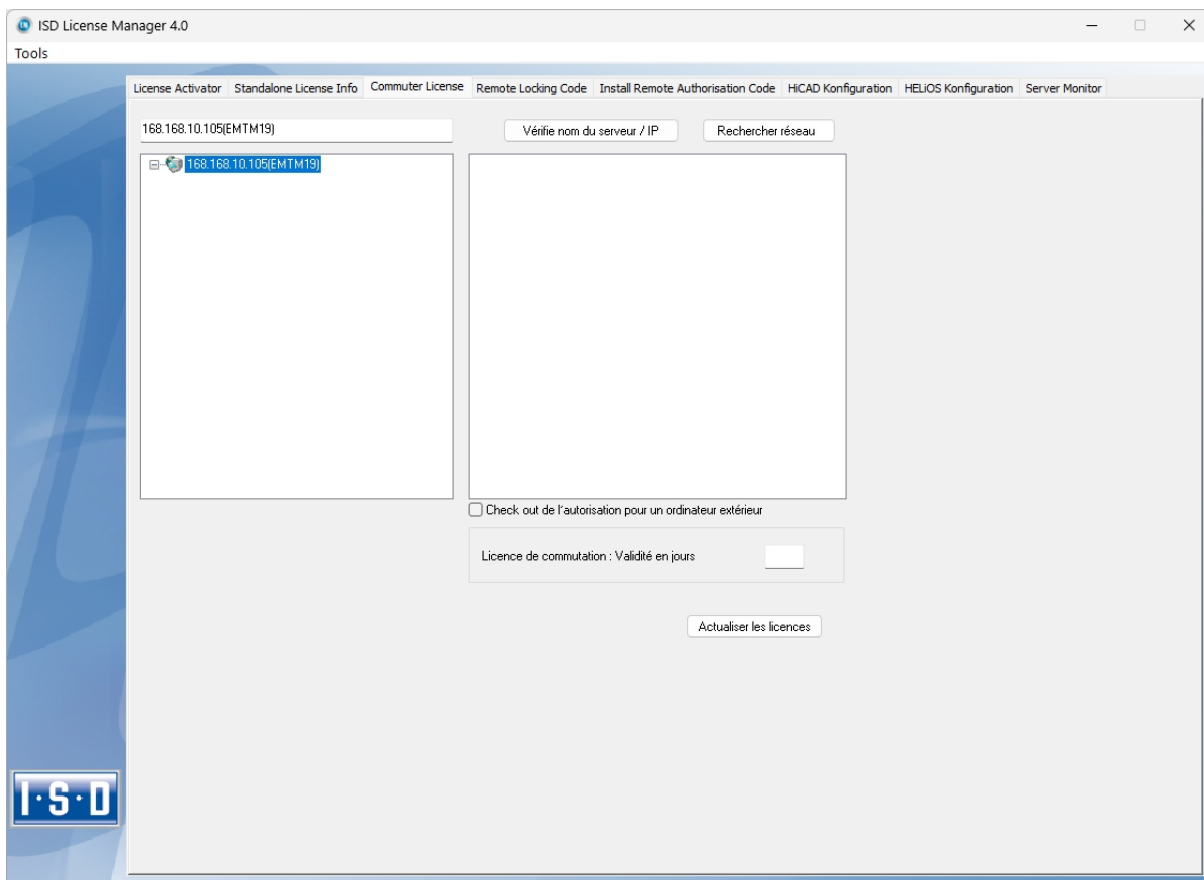 ISD License Manager 4.0
Tools
License Activator Standalone License Info Commuter License Remote Locking Code Install Remote Authorisation Code HiCAD Konfiguration HELiOS Konfiguration Server Monitor
168.168.10.105(EMTM19) Vérifie nom du serveur / IP Rechercher réseau
168.168.10.105(EMTM19)
Check out de l'autorisation pour un ordinateur extérieur
Licence de commutation : Validité en jours
Actualiser les licences
I·S·D